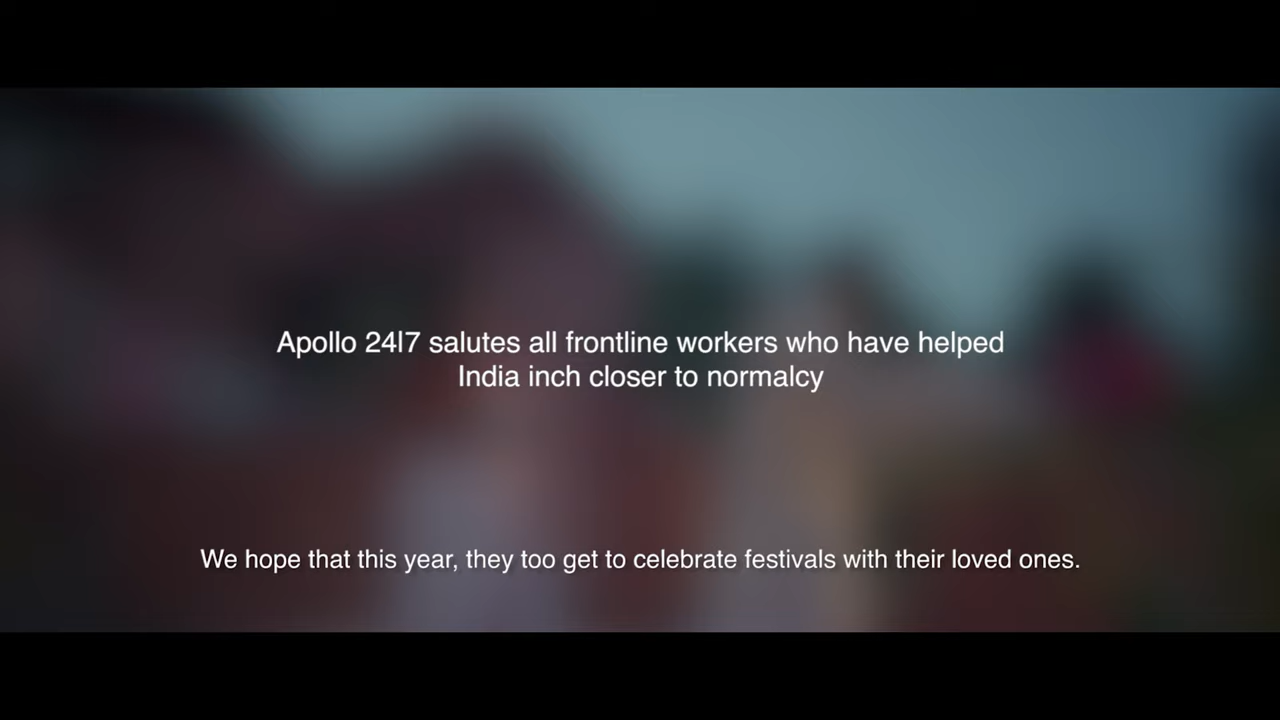 Apollo 24|7 salutes all frontline workers who have helped
India inch closer to normalcy
We hope that this year, they too get to celebrate festivals with their loved ones.